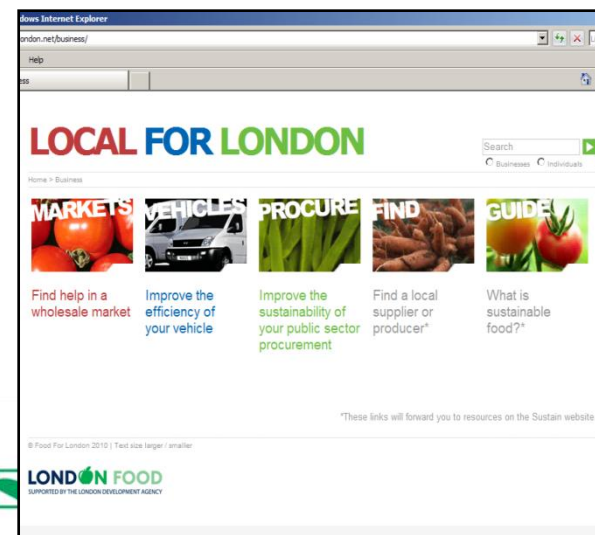 dows Internet Explorer
ondon.net/business/
Help
ess
LOCAL FOR LONDON
Search
Businesses Individuals
Home > Business
MARKETS VEHICLES PROCURE FIND GUIDE
Find help in a
wholesale market
Improve the
efficiency of
your vehicle
Improve the
sustainability of
your public sector
procurement
Find a local
supplier or
producer*
What is
sustainable
food?*
*These links will forward you to resources on the Sustain website.
© Food For London 2010 | Text size larger / smaller
LONDON FOOD
SUPPORTED BY THE LONDON DEVELOPMENT AGENCY